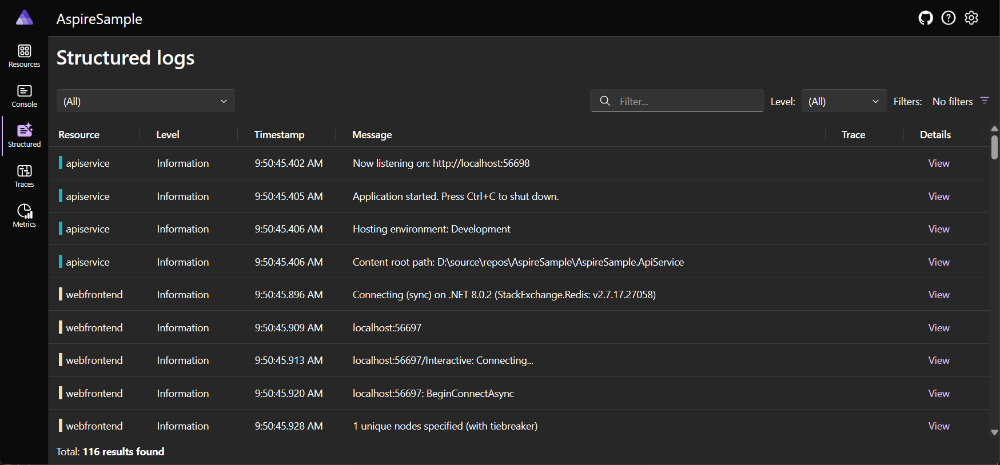 AspireSample
Resources
Console
Structured
Traces
Metrics
Structured logs
(All)
Filter...
Level: (All) Filters: No filters
Resource Level Timestamp Message Trace Details
apiservice Information 9:50:45.402 AM Now listening on: http://localhost:56698 View
apiservice Information 9:50:45.405 AM Application started. Press Ctrl+C to shut down. View
apiservice Information 9:50:45.406 AM Hosting environment: Development View
apiservice Information 9:50:45.406 AM Content root path: D:\source\repos\AspireSample\AspireSample.ApiService View
webfrontend Information 9:50:45.896 AM Connecting (sync) on .NET 8.0.2 (StackExchange.Redis: v2.7.17.27058) View
webfrontend Information 9:50:45.909 AM localhost:56697 View
webfrontend Information 9:50:45.913 AM localhost:56697/Interactive: Connecting... View
webfrontend Information 9:50:45.920 AM localhost:56697: BeginConnectAsync View
webfrontend Information 9:50:45.928 AM 1 unique nodes specified (with tiebreaker) View
Total: 116 results found